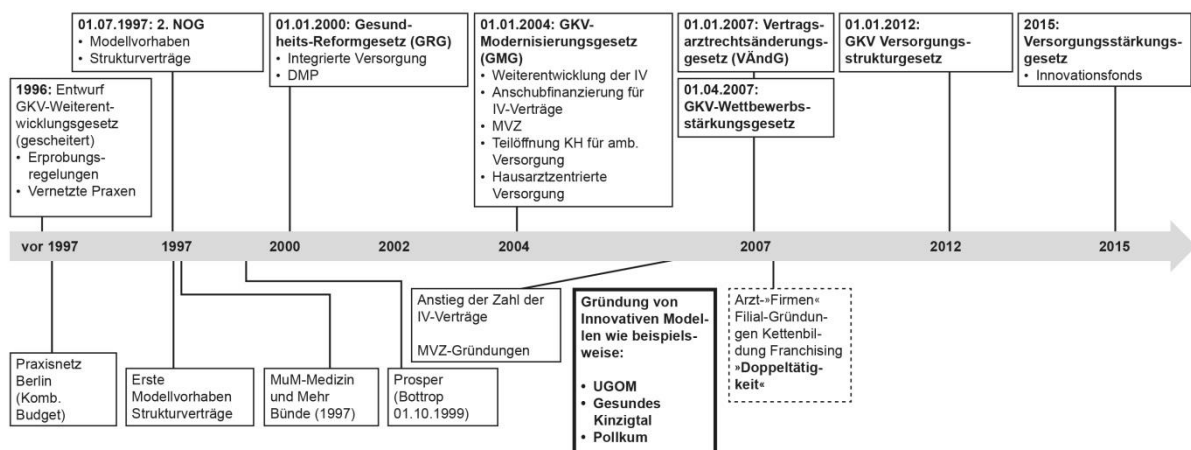 01.07.1997: 2. NOG
• Modellvorhaben
• Strukturverträge
01.01.2000: Gesund-
heits-Reformgesetz (GRG)
• Integrierte Versorgung
• DMP
01.01.2004: GKV-
Modernisierungsgesetz
(GMG)
• Weiterentwicklung der IV
• Anschubfinanzierung für
IV-Verträge
• MVZ
• Teilöffnung KH für amb.
Versorgung
• Hausarztzentrierte
Versorgung
01.01.2007: Vertrags-
arztrechtsänderungs-
gesetz (VÄndG)
01.04.2007:
GKV-Wettbewerbs-
stärkungsgesetz
01.01.2012:
GKV Versorgungs-
strukturgesetz
2015:
Versorgungsstärkungs-
gesetz
• Innovationsfonds
1996: Entwurf
GKV-Weiterent-
wicklungsgesetz
(gescheitert)
• Erprobungs-
regelungen
• Vernetzte Praxen
vor 1997 1997 2000 2002 2004 2007 2012 2015
Praxisnetz
Berlin
(Komb.
Budget)
Erste
Modellvorhaben
Strukturverträge
MuM-Medizin
und Mehr
Bünde (1997)
Prosper
(Bottrop
01.10.1999)
Anstieg der Zahl der
IV-Verträge
MVZ-Gründungen
Gründung von
Innovativen Model-
len wie beispiels-
weise:
• UGOM
• Gesundes
Kinzigtal
• Pollkum
Arzt-»Firmen«
Filial-Gründun-
gen Kettenbil-
dung Franchising
»Doppeltätig-
keit«